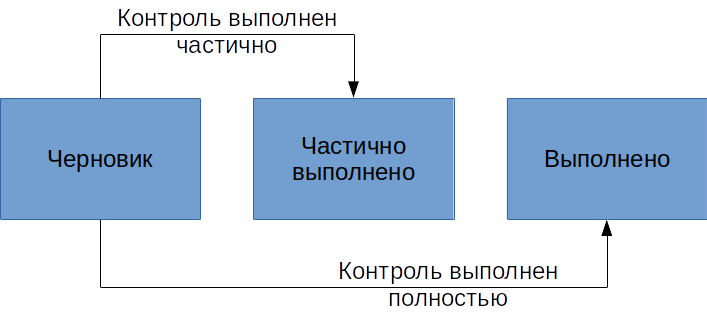 Контроль выполнен
частично
Черновик
Частично
выполнено
Выполнено
Контроль выполнен
полностью